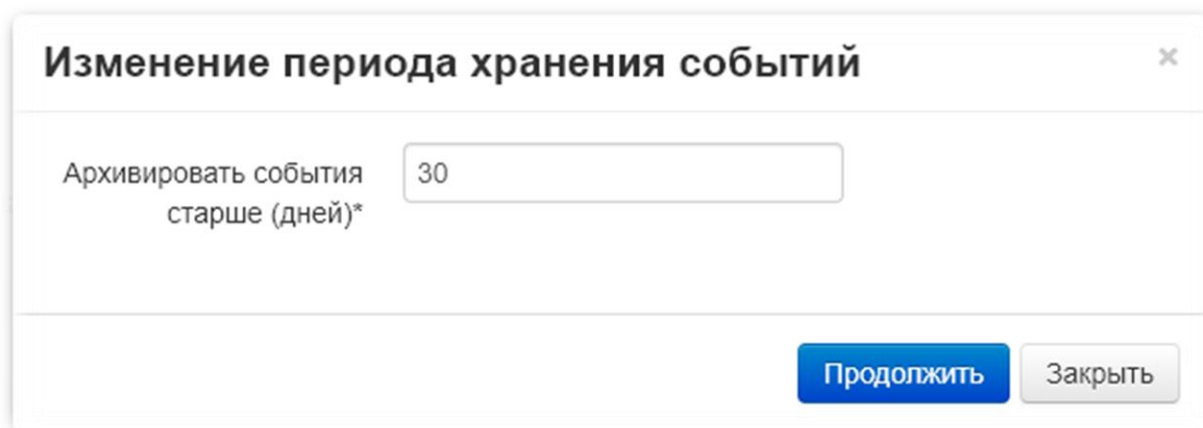 Изменение периода хранения событий
×
Архивировать события
старше (дней)*
30
Продолжить
Закрыть